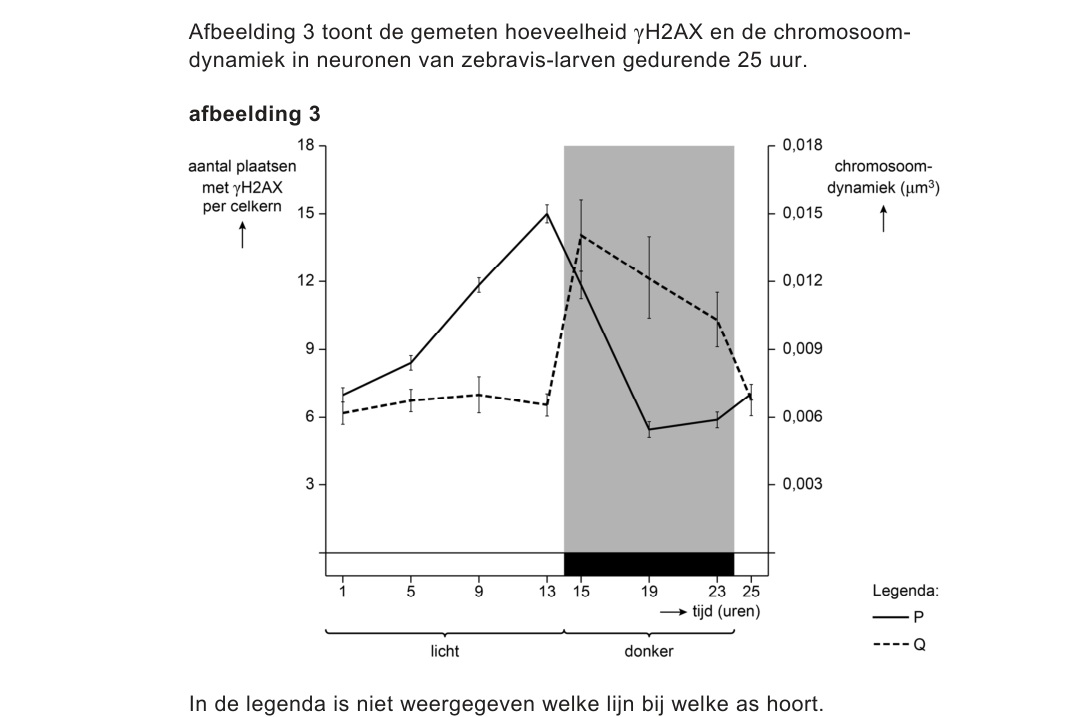 Afbeelding 3 toont de gemeten hoeveelheid γH2AX en de chromosoom-
dynamiek in neuronen van zebravis-larven gedurende 25 uur.
afbeelding 3
aantal plaatsen
met γH2AX
per celkern
18
15
12
9
6
3
0,018
0,015
0,012
0,009
0,006
0,003
chromosoom-
dynamiek (μm³)
1 5 9 13 15 19 23 25
tijd (uren)
licht donker
Legenda:
P
Q
In de legenda is niet weergegeven welke lijn bij welke as hoort.